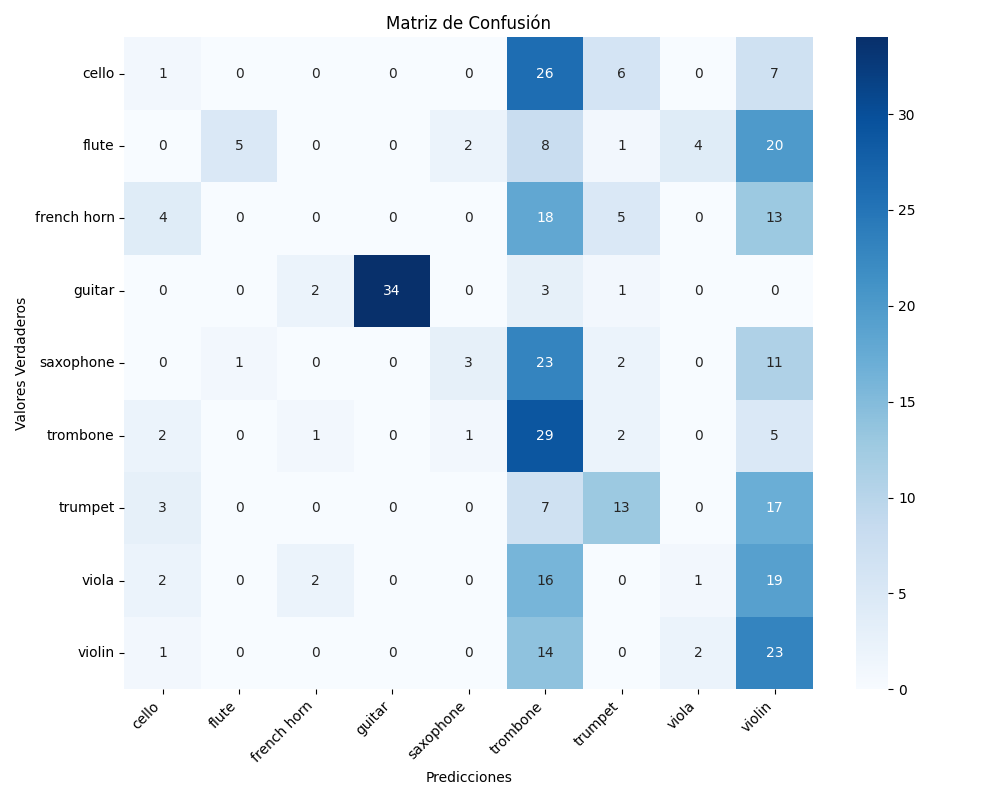 Matriz de Confusión
cello 1 0 0 0 0 26 6 0 7
flute 0 5 0 0 2 8 1 4 20
french horn 4 0 0 0 0 18 5 0 13
guitar 0 0 2 34 0 3 1 0 0
saxophone 0 1 0 0 3 23 2 0 11
trombone 2 0 1 0 1 29 2 0 5
trumpet 3 0 0 0 0 7 13 0 17
viola 2 0 2 0 0 16 0 1 19
violin 1 0 0 0 0 14 0 2 23
Valores Verdaderos
cello flute french horn guitar saxophone trombone trumpet viola violin
Predicciones
30
25
20
15
10
5
0